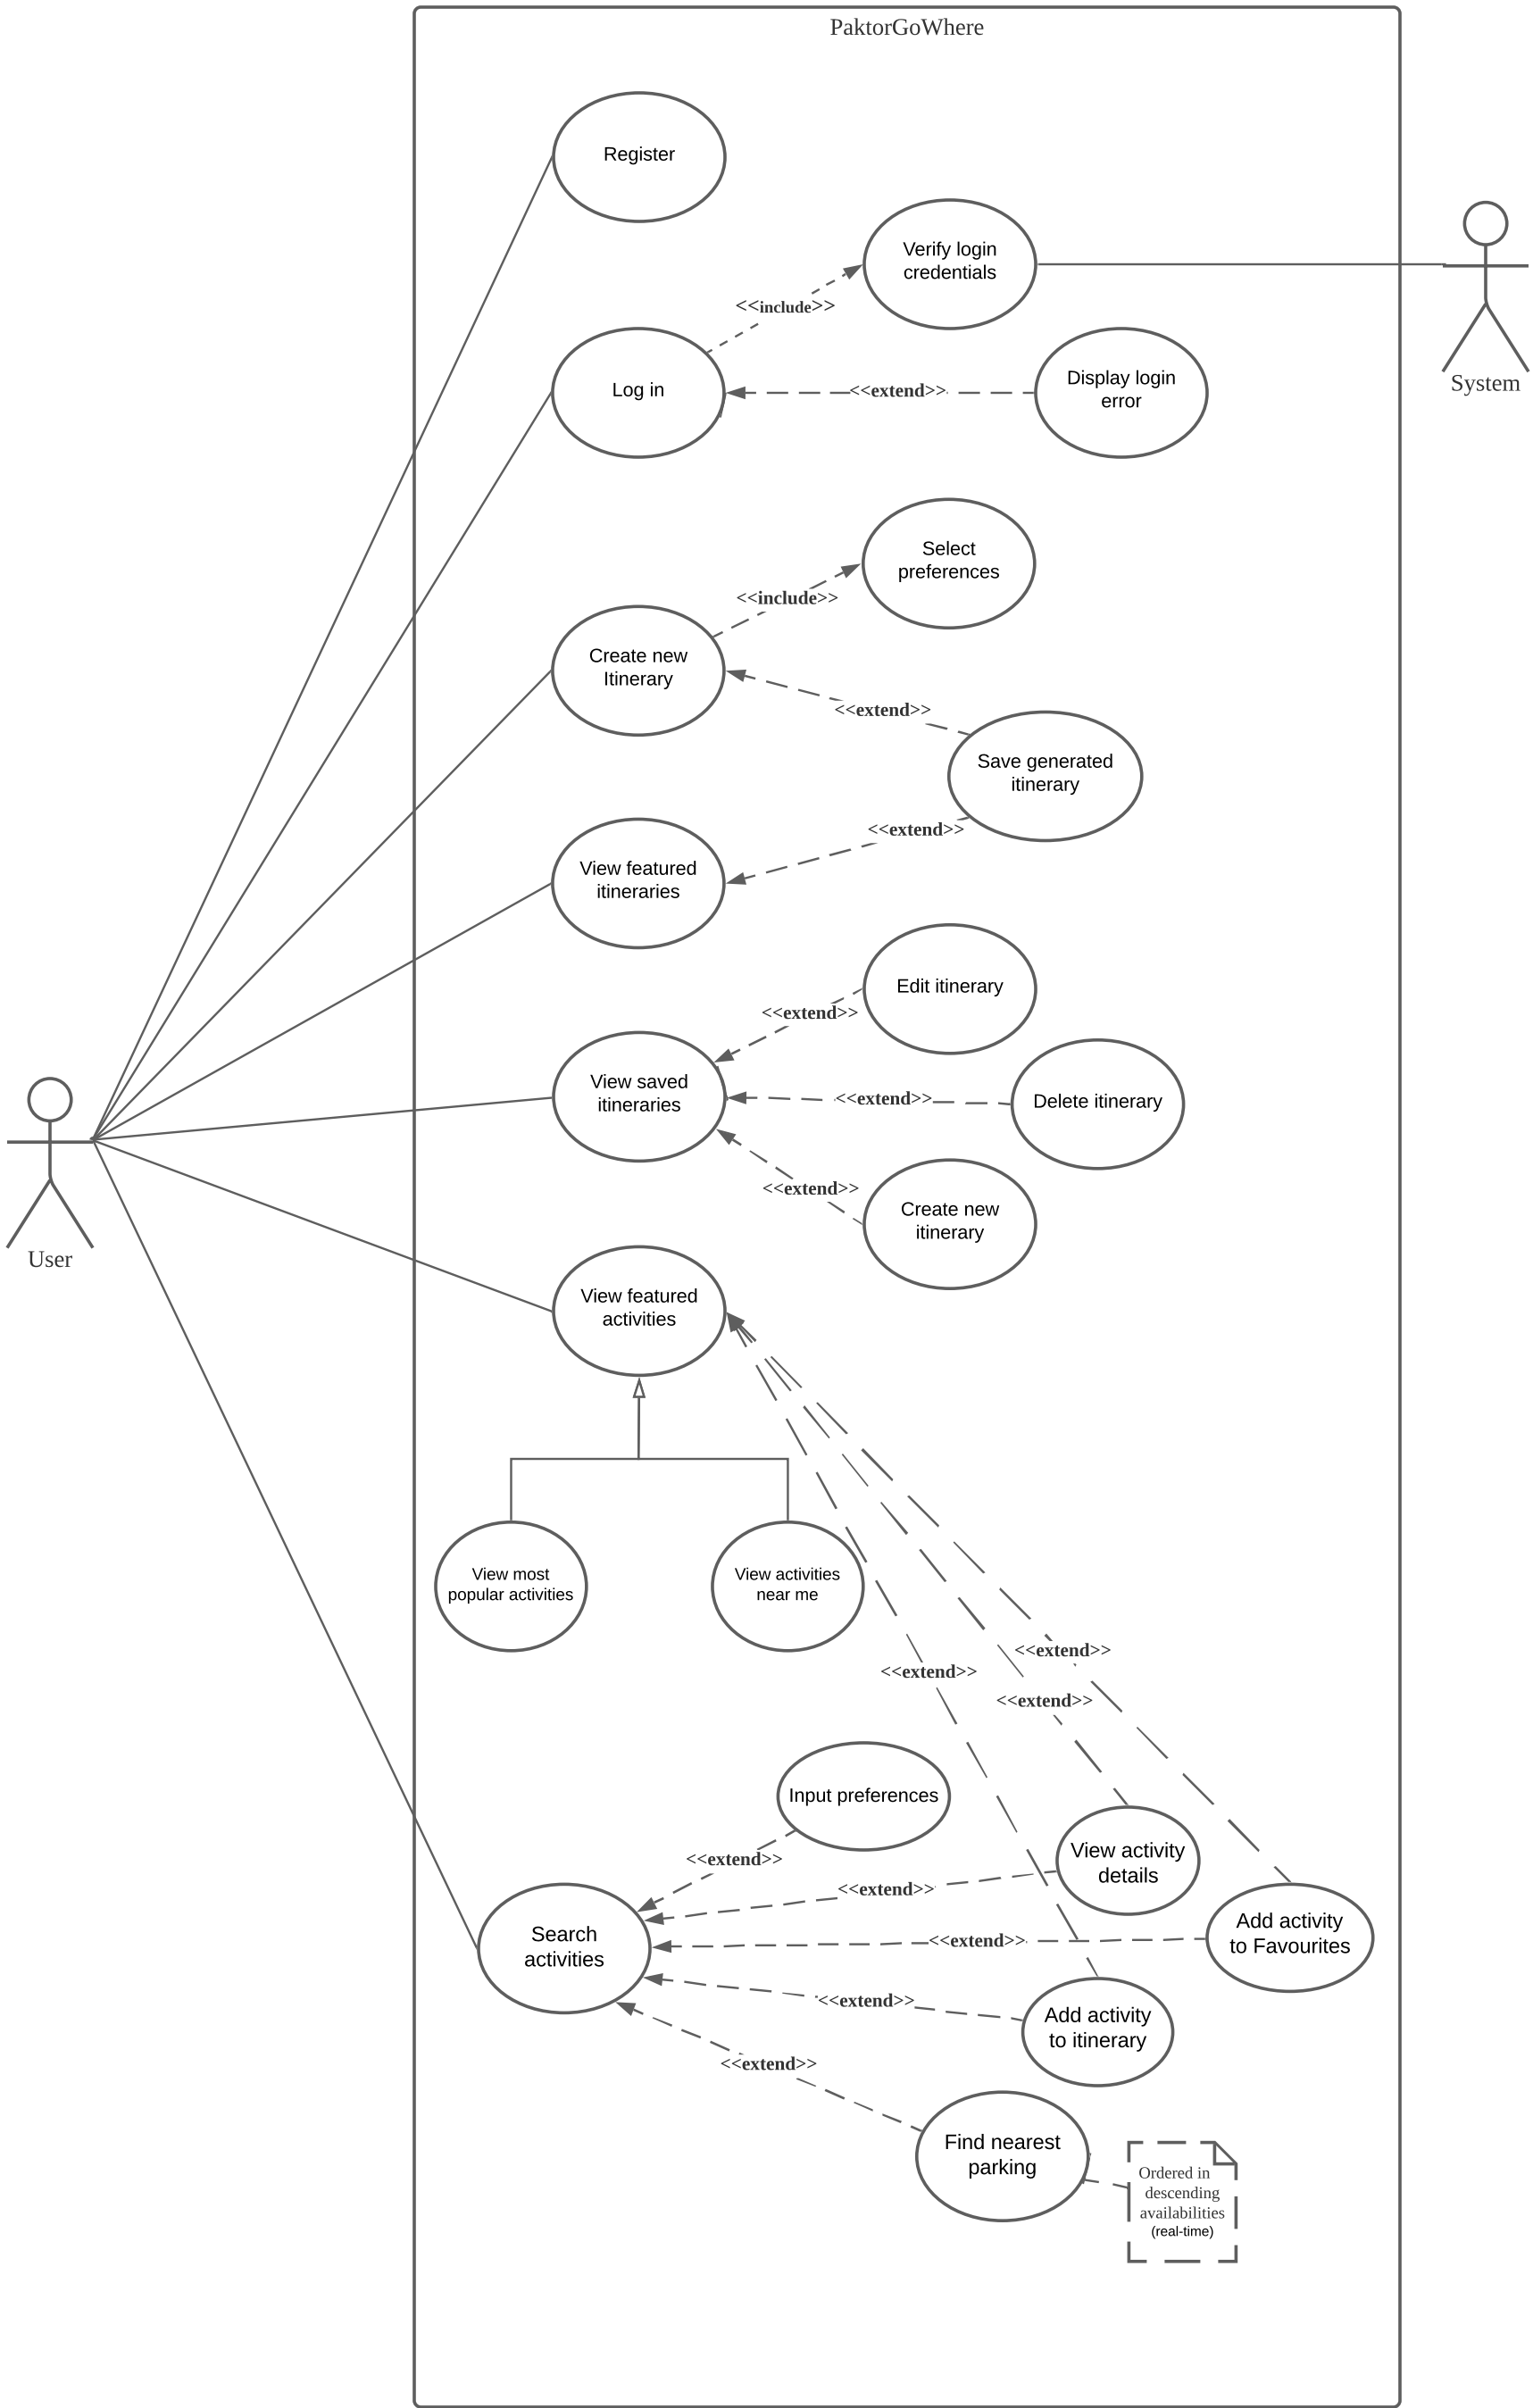 PaktorGoWhere
Register
Verify login
credentials
<<include>>
Log in
<<extend>>
Display login
error
System
Select
preferences
<<include>>
Create new
Itinerary
<<extend>>
Save generated
itinerary
<<extend>>
View featured
itineraries
Edit itinerary
<<extend>>
View saved
itineraries
<<extend>>
Delete itinerary
<<extend>>
Create new
itinerary
User
View featured
activities
View most
popular activities
View activities
near me
<<extend>>
<<extend>>
<<extend>>
Input preferences
<<extend>>
View activity
details
<<extend>>
Search
activities
<<extend>>
Add activity
to Favourites
<<extend>>
Add activity
to itinerary
<<extend>>
Find nearest
parking
Ordered in
descending
availabilities
(real-time)